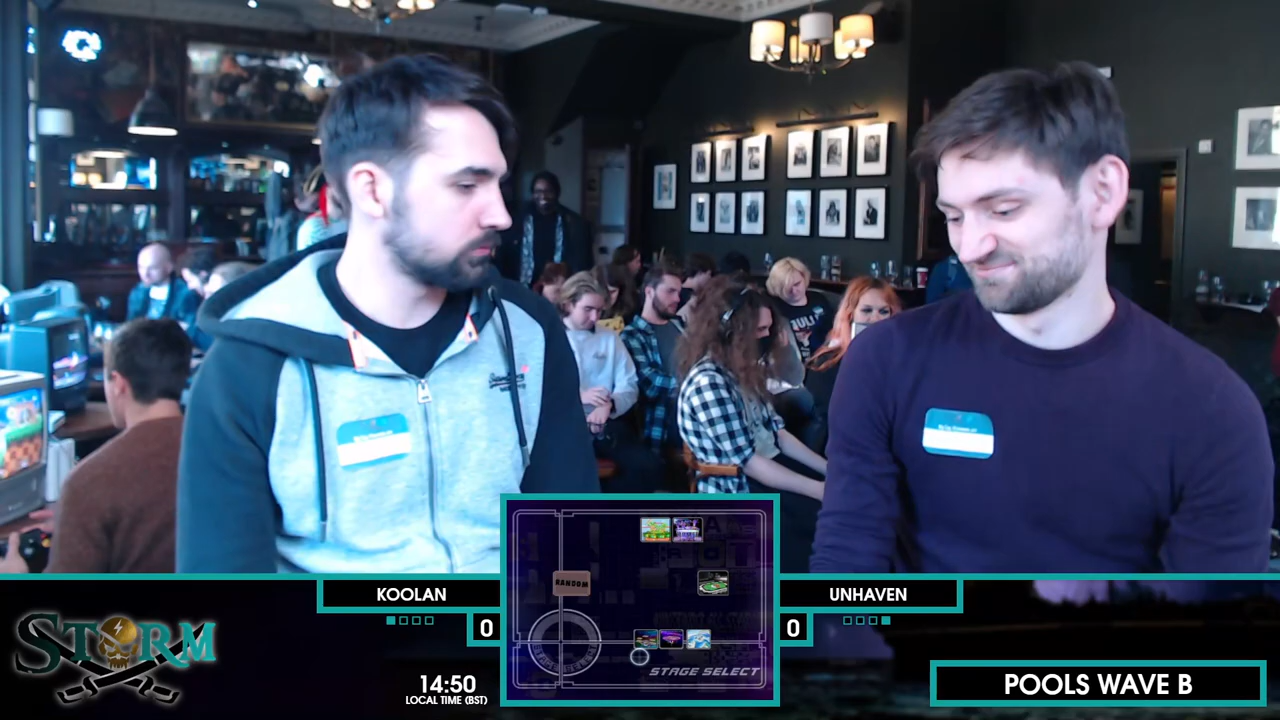 KOOLAN
UNHAVEN
0
0
RANDOM
STAGE SELECT
STORM
14:50
LOCAL TIME (BST)
POOLS WAVE B